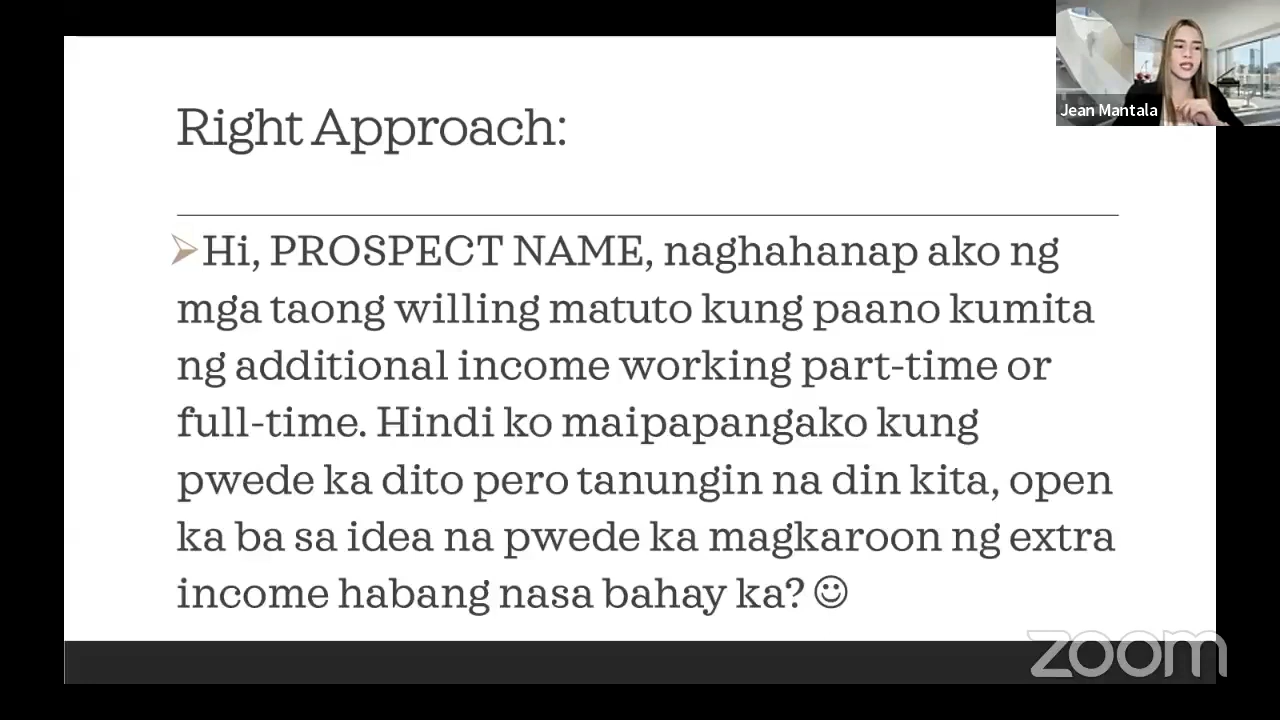 Jean Mantala
Right Approach:
Hi, PROSPECT NAME, naghahanap ako ng
mga taong willing matuto kung paano kumita
ng additional income working part-time or
full-time. Hindi ko maipapangako kung
pwede ka dito pero tanungin na din kita, open
ka ba sa idea na pwede ka magkaroon ng extra
income habang nasa bahay ka? ☺
zoom